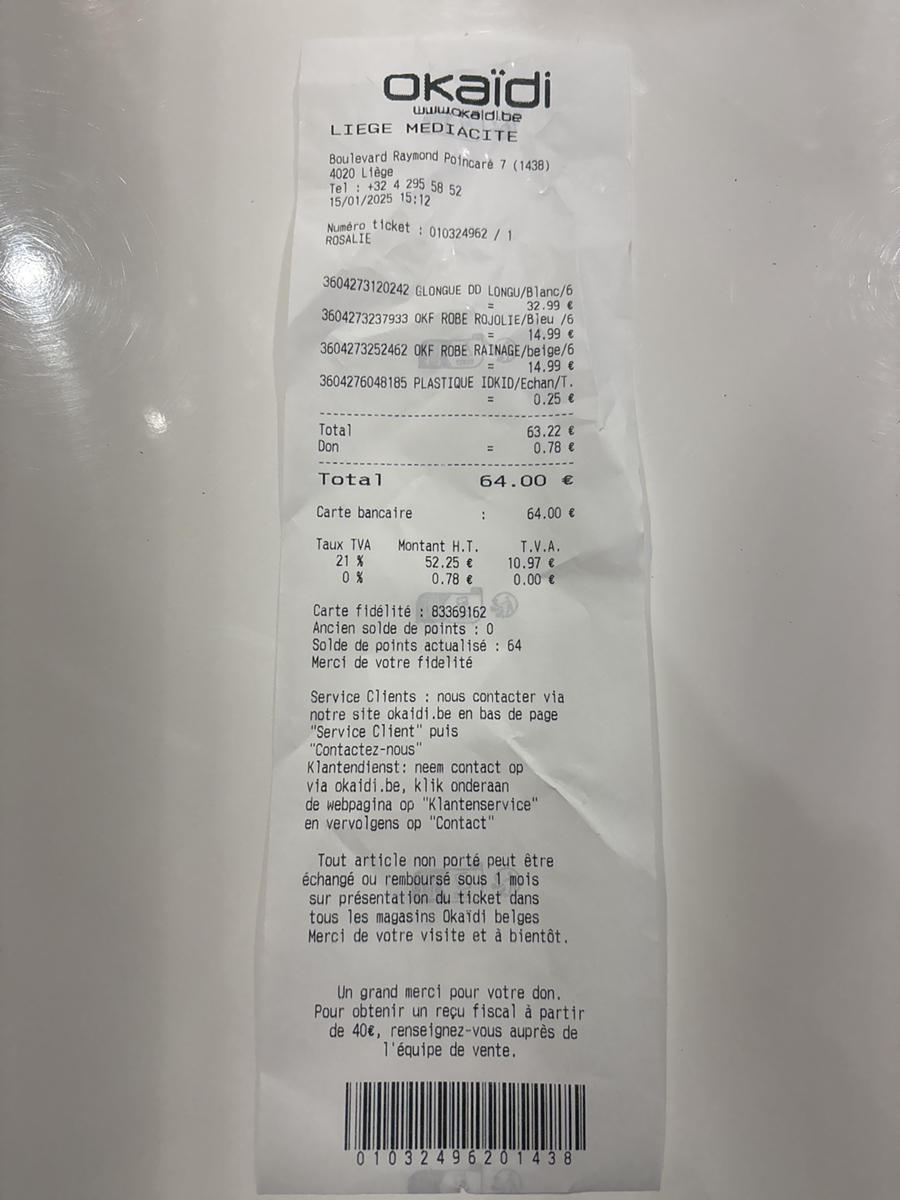 okaïdi
www.okaidi.be
LIEGE MEDIACITE
Boulevard Raymond Poincaré 7 (1438)
4020 Liège
Tel : +32 4 295 58 52
15/01/2025 15:12
Numéro ticket : 010324962 / 1
ROSALIE
3604273120242 GLONGUE DD LONGU/Blanc/6
= 32.99 €
3604273237933 OKF ROBE ROJOLIE/Bleu /6
= 14.99 €
3604273252462 OKF ROBE RAINAGE/beige/6
= 14.99 €
3604276048185 PLASTIQUE IDKID/Echan/T.
= 0.25 €
Total 63.22 €
Don = 0.78 €
Total 64.00 €
Carte bancaire : 64.00 €
Taux TVA Montant H.T. T.V.A.
21 % 52.25 € 10.97 €
0 % 0.78 € 0.00 €
Carte fidélité : 83369162
Ancien solde de points : 0
Solde de points actualisé : 64
Merci de votre fidelité
Service Clients : nous contacter via
notre site okaidi.be en bas de page
"Service Client" puis
"Contactez-nous"
Klantendienst: neem contact op
via okaidi.be, klik onderaan
de webpagina op "Klantenservice"
en vervolgens op "Contact"
Tout article non porté peut être
échangé ou remboursé sous 1 mois
sur présentation du ticket dans
tous les magasins Okaïdi belges
Merci de votre visite et à bientôt.
Un grand merci pour votre don.
Pour obtenir un reçu fiscal à partir
de 40€, renseignez-vous auprès de
l'équipe de vente.
01032496201438